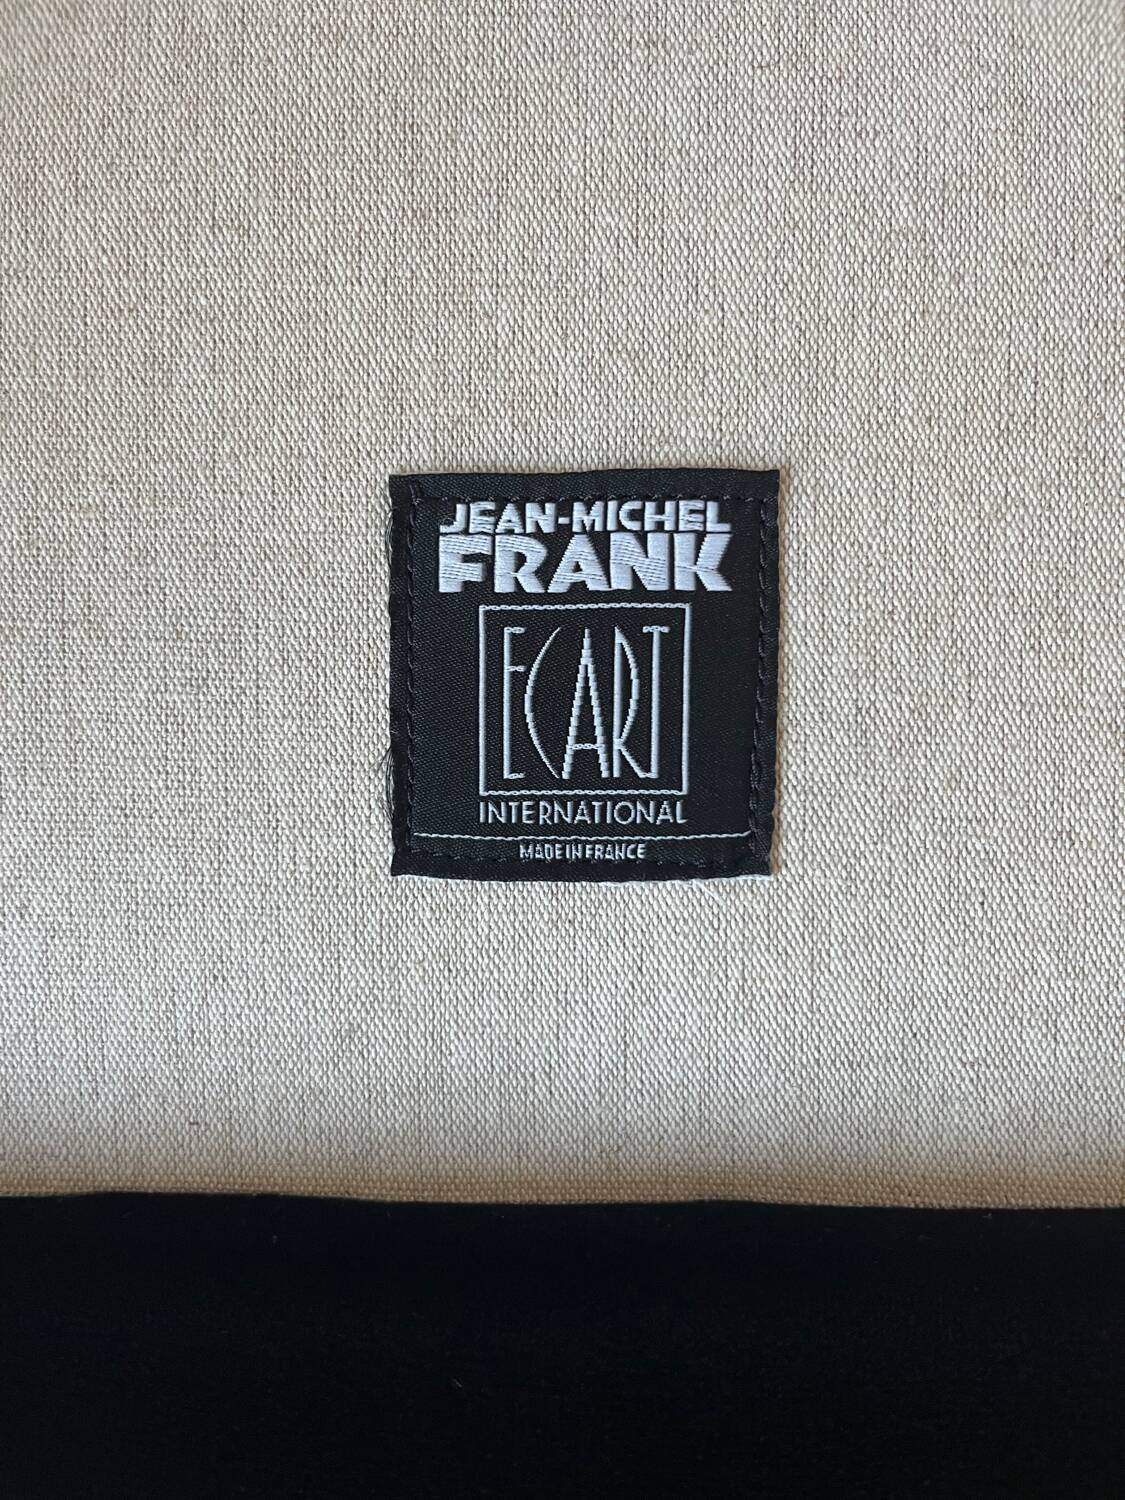 JEAN-MICHEL
FRANK
ECART
INTERNATIONAL
MADE IN FRANCE